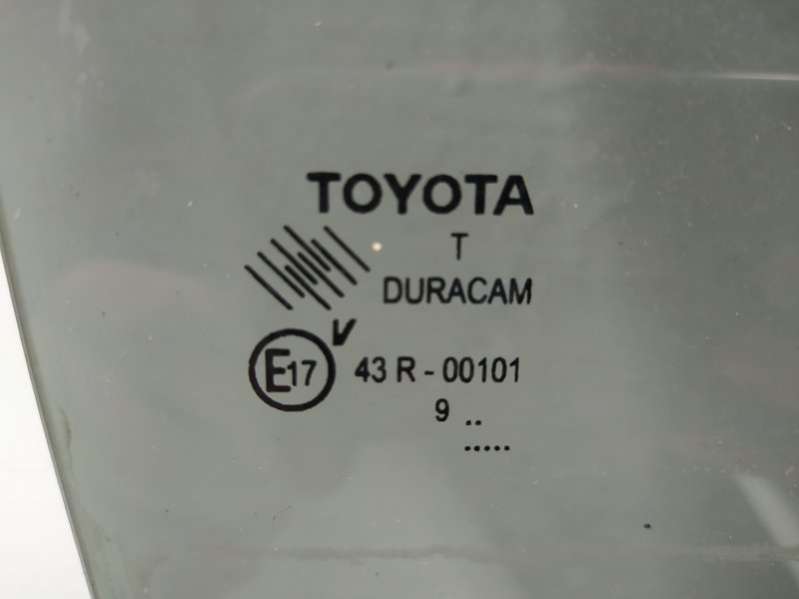 TOYOTA
T
DURACAM
V
E17 43 R - 00101
9 ..
.....